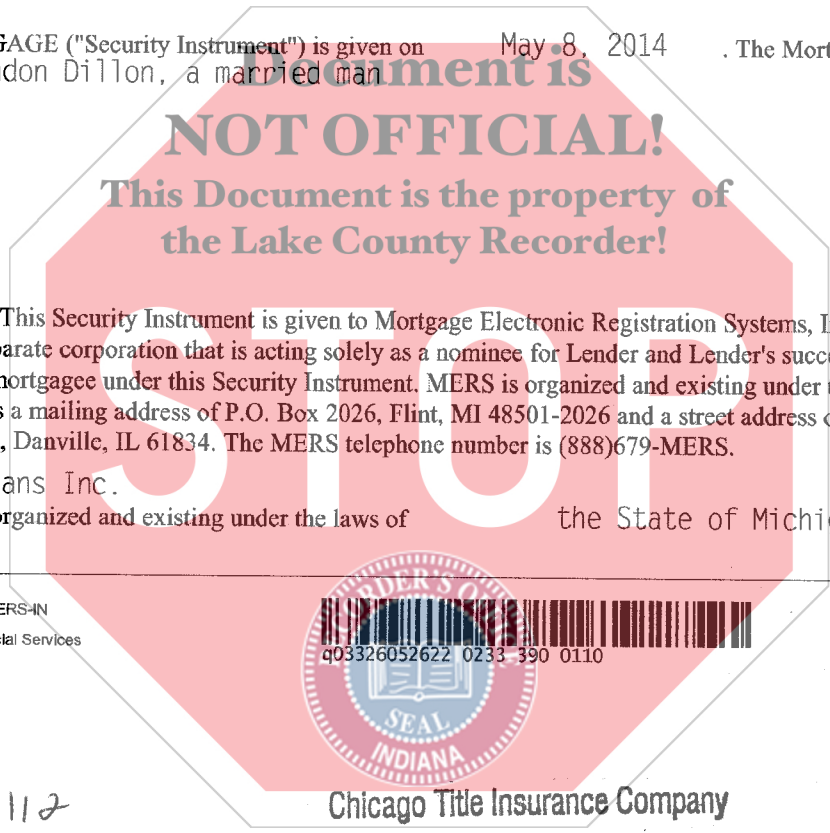 GAGE ("Security Instrument") is given on May 8, 2014 . The Mort
don Dillon, a married man
Document is
NOT OFFICIAL!
This Document is the property of
the Lake County Recorder!
STOP
This Security Instrument is given to Mortgage Electronic Registration Systems, I
parate corporation that is acting solely as a nominee for Lender and Lender's succe
mortgagee under this Security Instrument. MERS is organized and existing under
s a mailing address of P.O. Box 2026, Flint, MI 48501-2026 and a street address o
, Danville, IL 61834. The MERS telephone number is (888)679-MERS.
ans Inc.
organized and existing under the laws of the State of Michi
ERS-IN
ial Services
q03326052622 0233 390 0110
RECORDER'S OFFICE
SEAL
INDIANA
112
Chicago Title Insurance Company